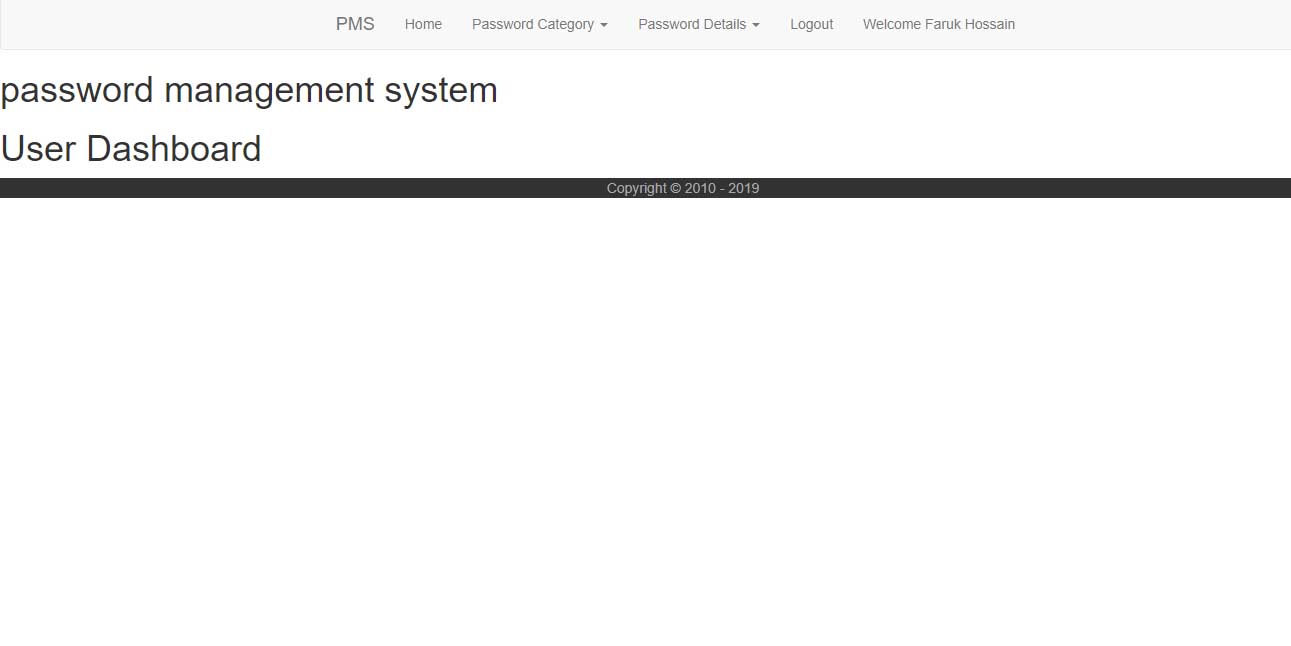 PMS Home Password Category Password Details Logout Welcome Faruk Hossain
password management system
User Dashboard
Copyright © 2010 - 2019